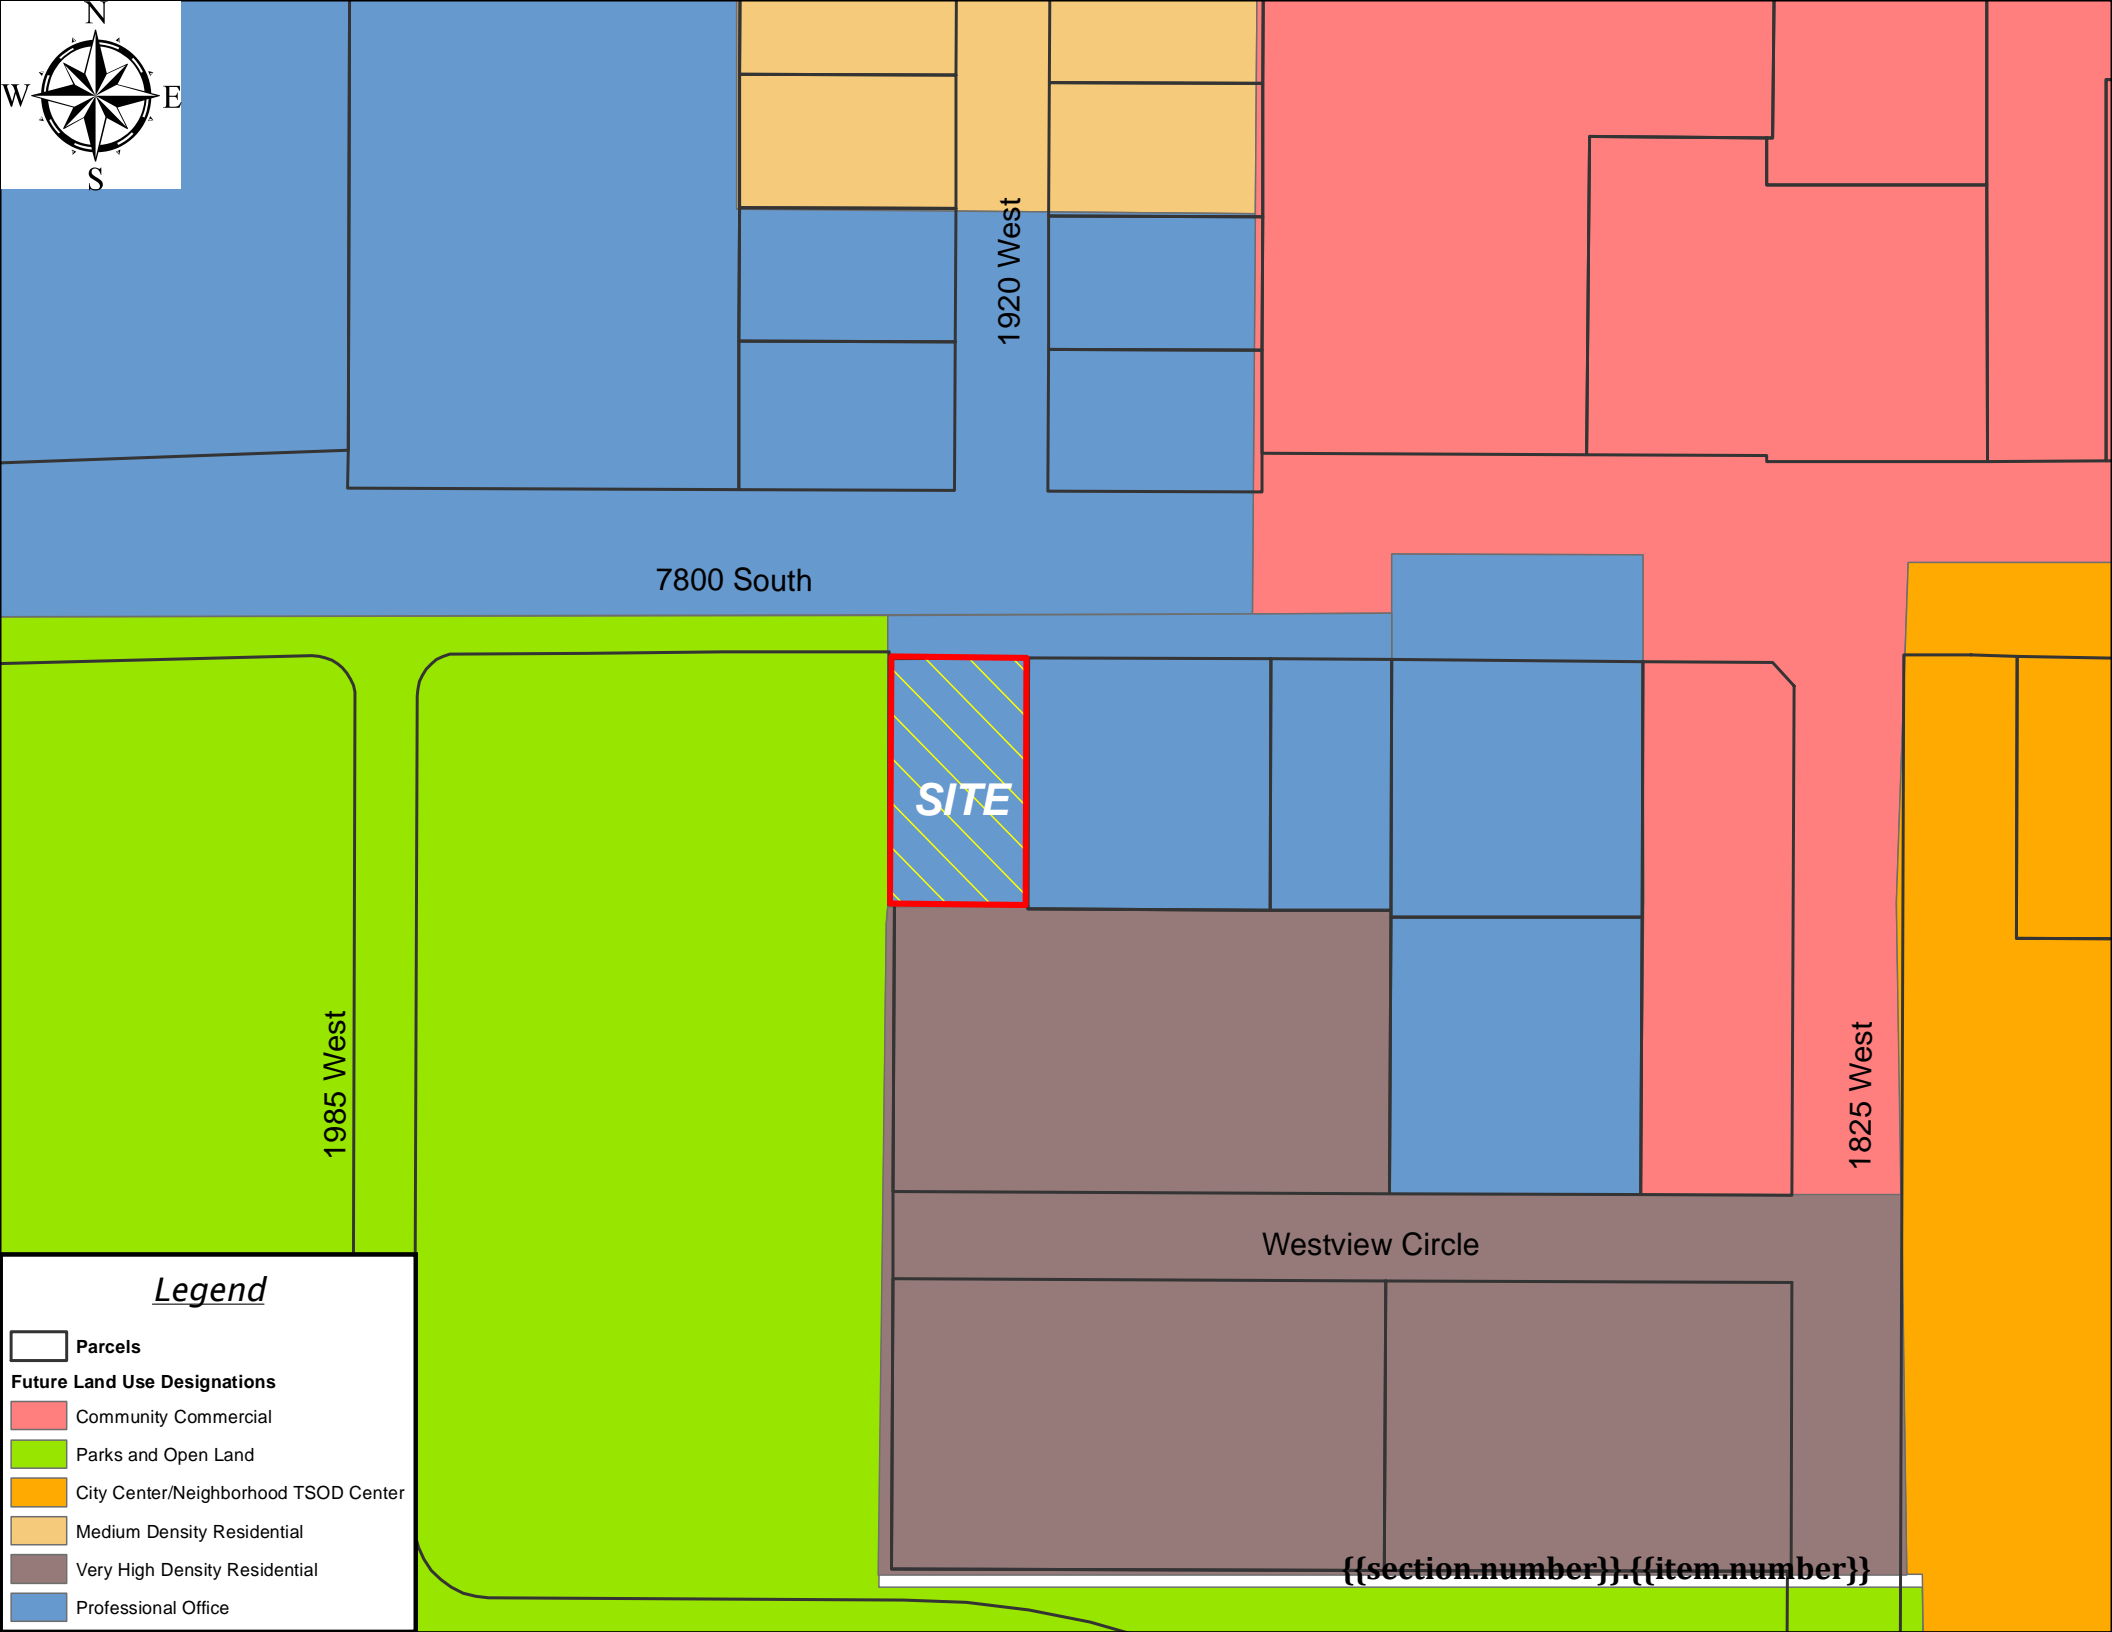 N
W
E
S
1920 West
7800 South
SITE
1985 West
1825 West
Westview Circle
Legend
Parcels
Future Land Use Designations
Community Commercial
Parks and Open Land
City Center/Neighborhood TSOD Center
Medium Density Residential
Very High Density Residential
Professional Office
{{section.number}}.{{item.number}}